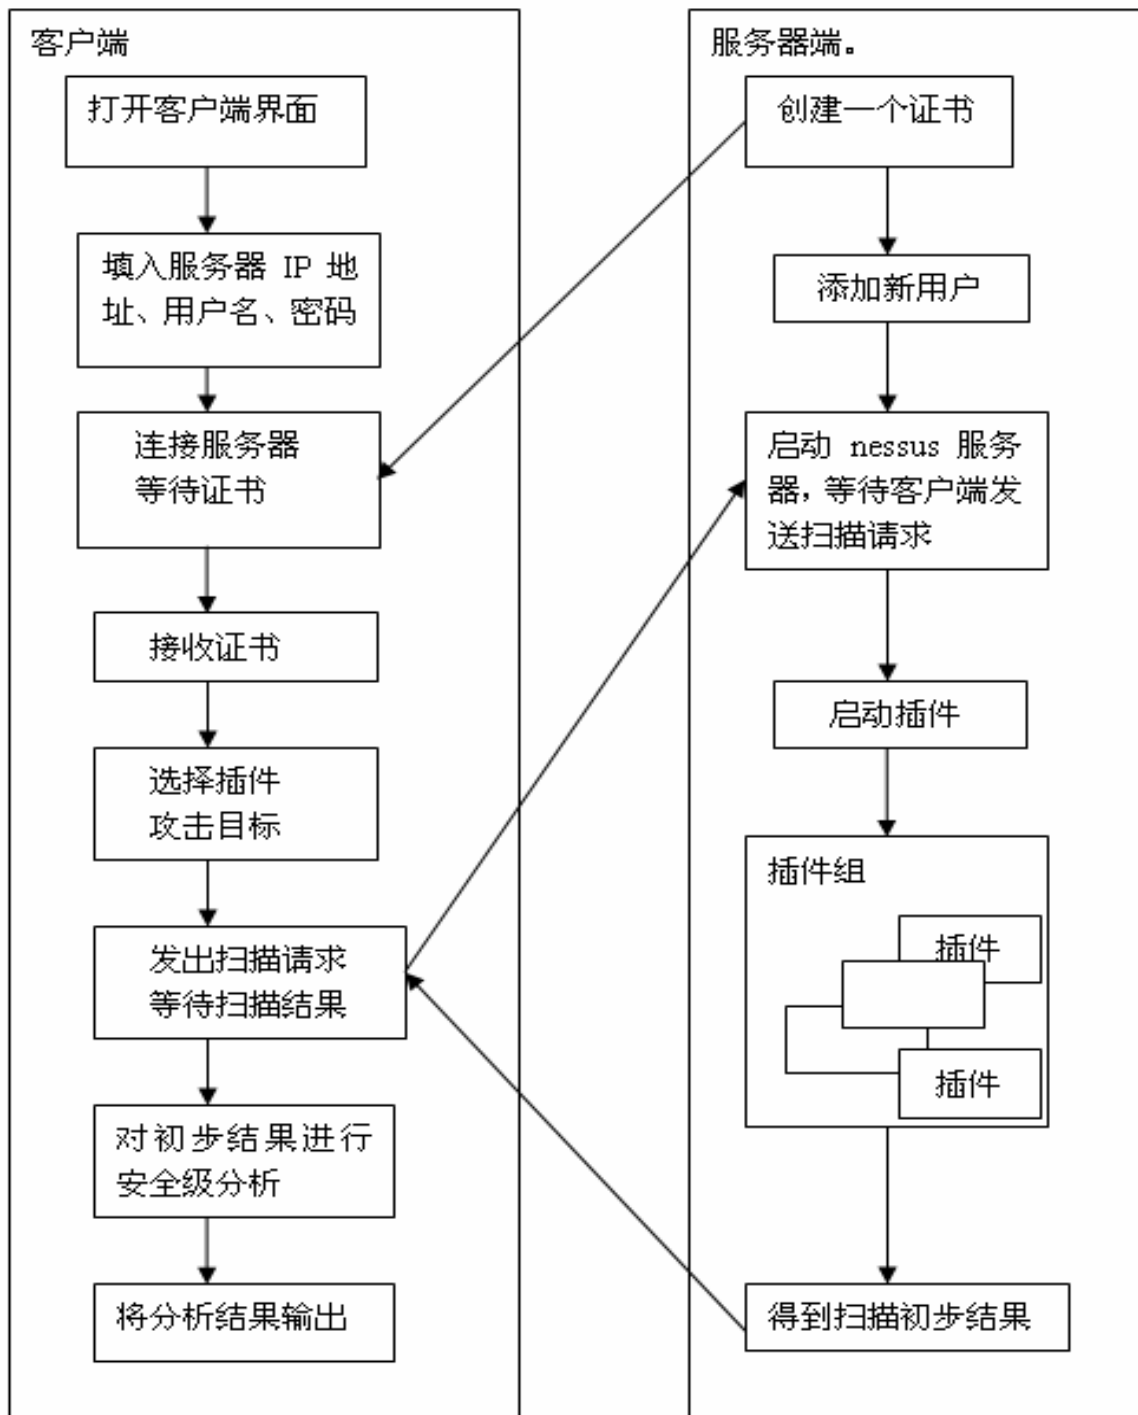 客户端
打开客户端界面
填入服务器 IP 地
址、用户名、密码
连接服务器
等待证书
接收证书
选择插件
攻击目标
发出扫描请求
等待扫描结果
对初步结果进行
安全级分析
将分析结果输出
服务器端。
创建一个证书
添加新用户
启动 nessus 服务
器，等待客户端发
送扫描请求
启动插件
插件组
插件
插件
得到扫描初步结果